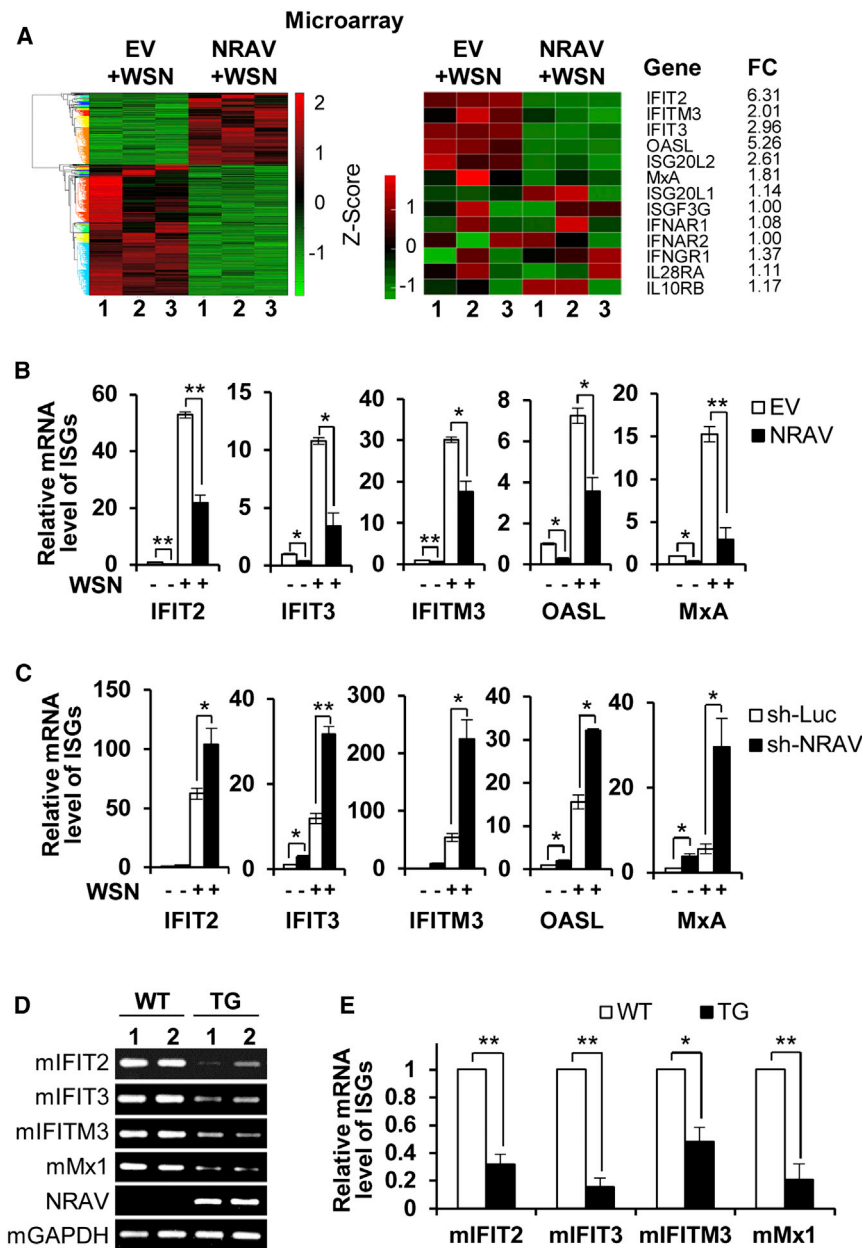 A
Microarray
EV +WSN
NRAV +WSN
2
1
0
-1
Z-Score
1 2 3 1 2 3
EV +WSN
NRAV +WSN
1
0
-1
1 2 3 1 2 3
Gene FC
IFIT2 6.31
IFITM3 2.01
IFIT3 2.96
OASL 5.26
ISG20L2 2.61
MxA 1.81
ISG20L1 1.14
ISGF3G 1.00
IFNAR1 1.08
IFNAR2 1.00
IFNGR1 1.37
IL28RA 1.11
IL10RB 1.17
B
Relative mRNA
level of ISGs
60
40
20
0
** **
15
10
5
0
* *
40
30
20
10
0
** *
8
6
4
2
0
* *
20
15
10
5
0
* **
EV
NRAV
WSN - - + + - - + + - - + + - - + + - - + +
IFIT2 IFIT3 IFITM3 OASL MxA
C
Relative mRNA
level of ISGs
150
100
50
0
*
40
20
0
* **
300
200
100
0
*
40
30
20
10
0
* *
40
20
0
* *
sh-Luc
sh-NRAV
WSN - - + + - - + + - - + + - - + + - - + +
IFIT2 IFIT3 IFITM3 OASL MxA
D
WT TG
1 2 1 2
mIFIT2
mIFIT3
mIFITM3
mMx1
NRAV
mGAPDH
E
WT TG
Relative mRNA
level of ISGs
1
0.8
0.6
0.4
0.2
0
** ** * **
mIFIT2 mIFIT3 mIFITM3 mMx1